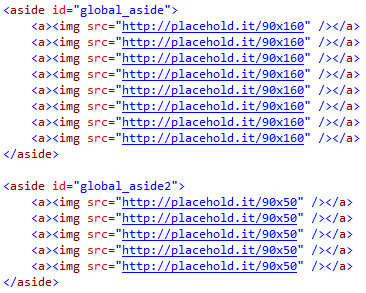 <aside id="global_aside">
    <a><img src="http://placehold.it/90x160" /></a>
    <a><img src="http://placehold.it/90x160" /></a>
    <a><img src="http://placehold.it/90x160" /></a>
    <a><img src="http://placehold.it/90x160" /></a>
    <a><img src="http://placehold.it/90x160" /></a>
    <a><img src="http://placehold.it/90x160" /></a>
    <a><img src="http://placehold.it/90x160" /></a>
    <a><img src="http://placehold.it/90x160" /></a>
</aside>

<aside id="global_aside2">
    <a><img src="http://placehold.it/90x50" /></a>
    <a><img src="http://placehold.it/90x50" /></a>
    <a><img src="http://placehold.it/90x50" /></a>
    <a><img src="http://placehold.it/90x50" /></a>
    <a><img src="http://placehold.it/90x50" /></a>
</aside>